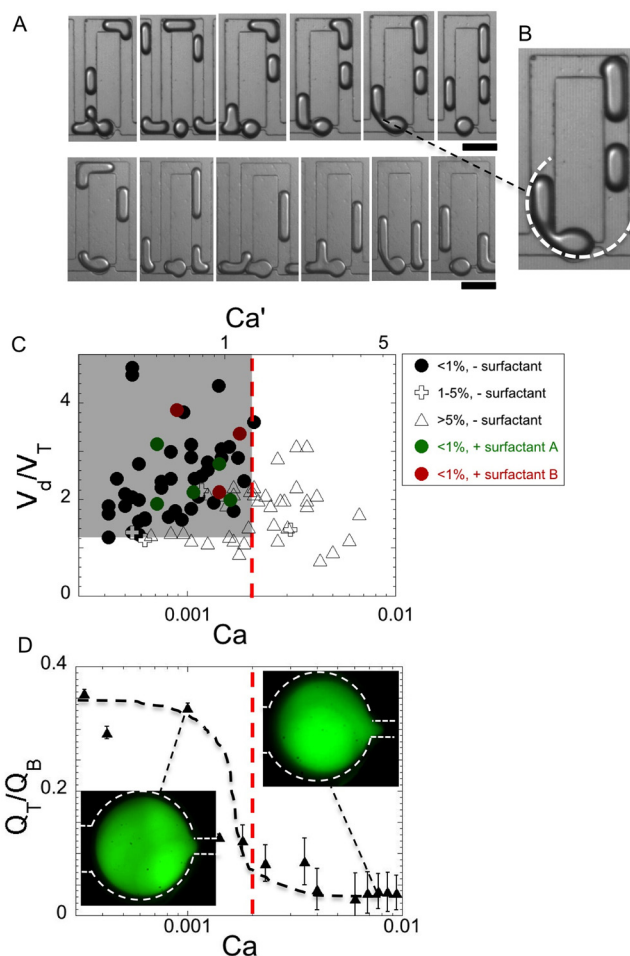 A
B
C
Ca'
1
5
4
2
0
V_d/V_T
0.001
0.01
Ca
<1%, - surfactant
1-5%, - surfactant
>5%, - surfactant
<1%, + surfactant A
<1%, + surfactant B
D
0.4
0.2
0
Q_T/Q_B
0.001
0.01
Ca